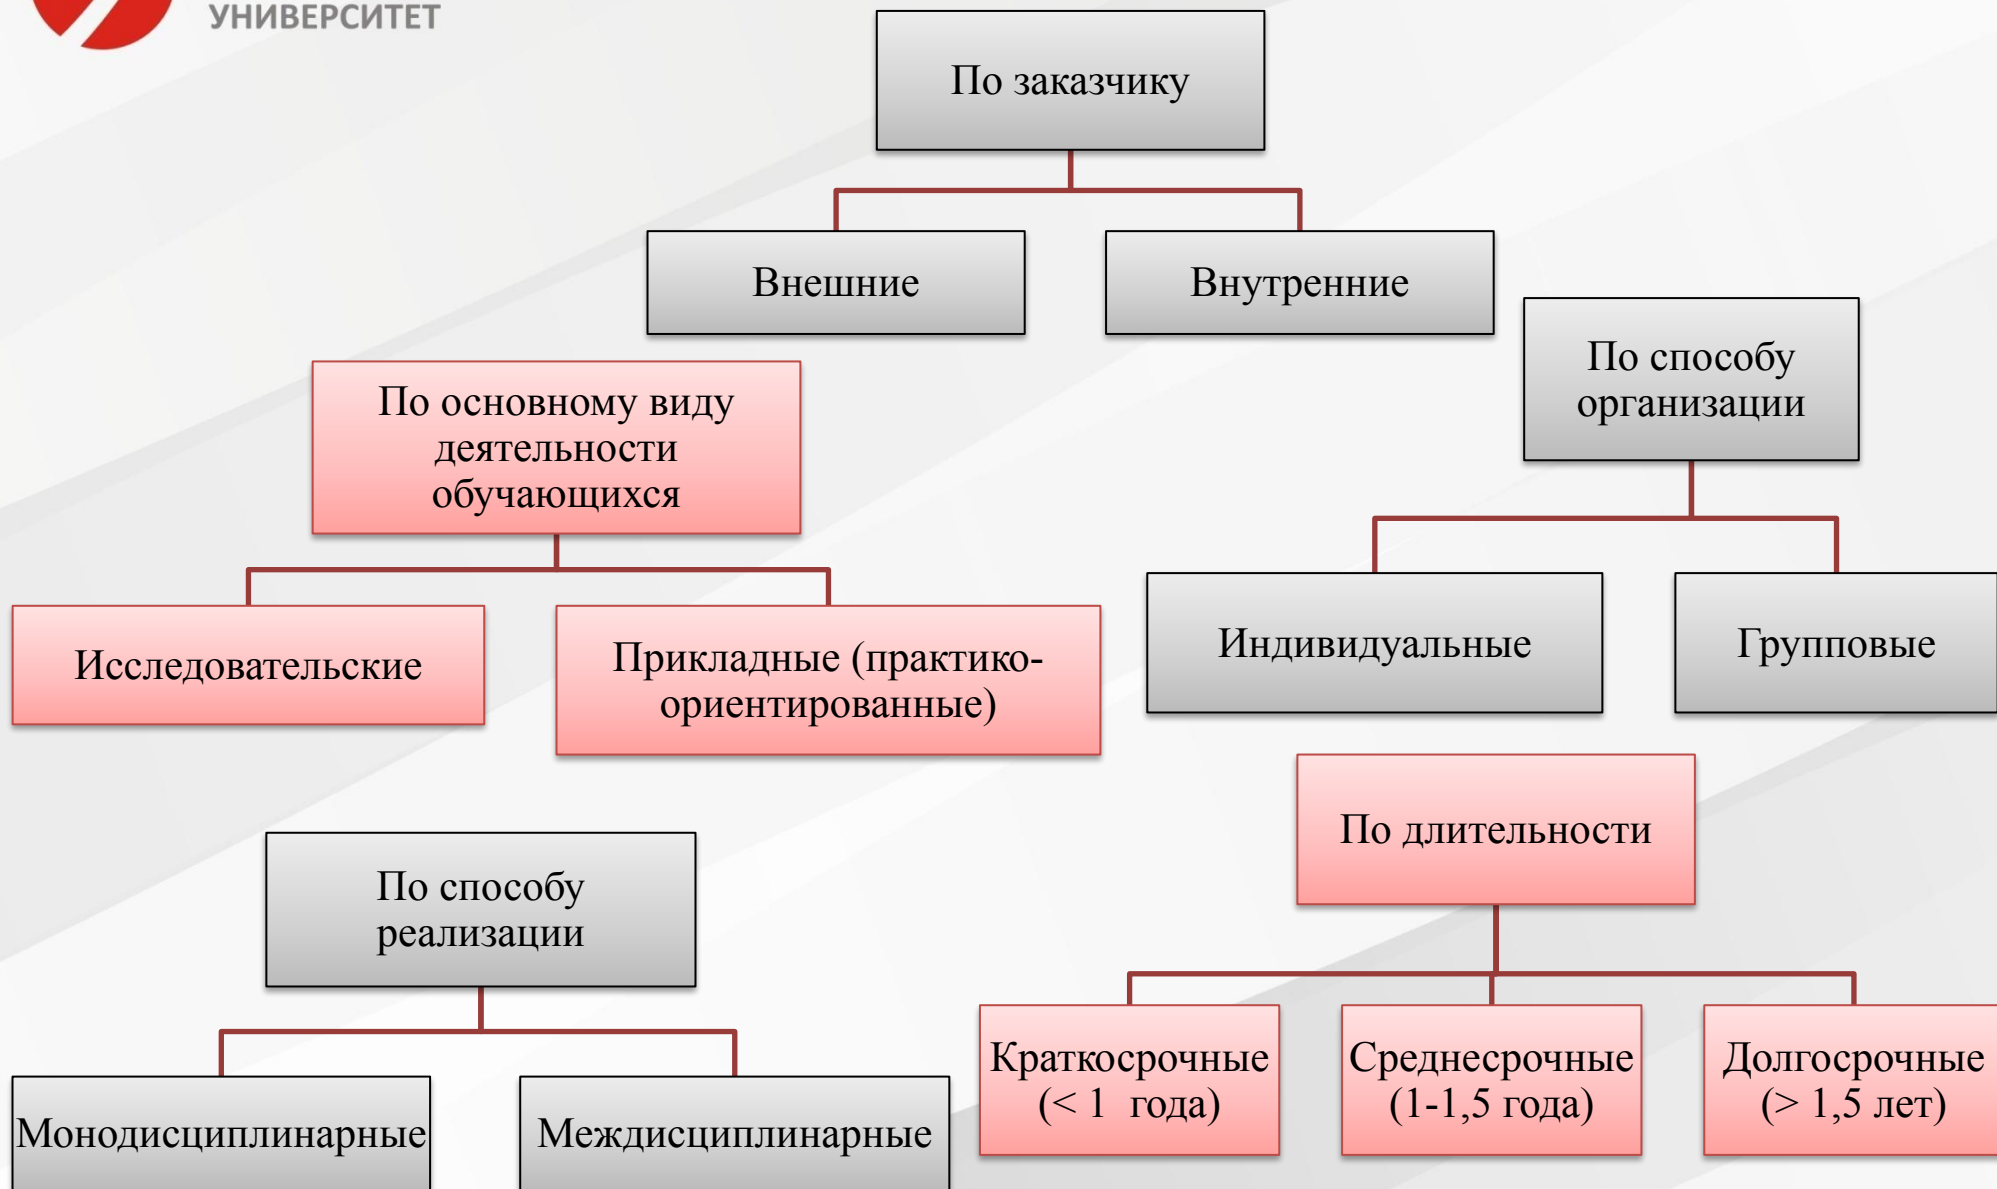 УНИВЕРСИТЕТ
По заказчику
Внешние
Внутренние
По способу
организации
По основному виду
деятельности
обучающихся
Индивидуальные
Групповые
Исследовательские
Прикладные (практико-
ориентированные)
По длительности
По способу
реализации
Краткосрочные
(< 1 года)
Среднесрочные
(1-1,5 года)
Долгосрочные
(> 1,5 лет)
Монодисциплинарные
Междисциплинарные